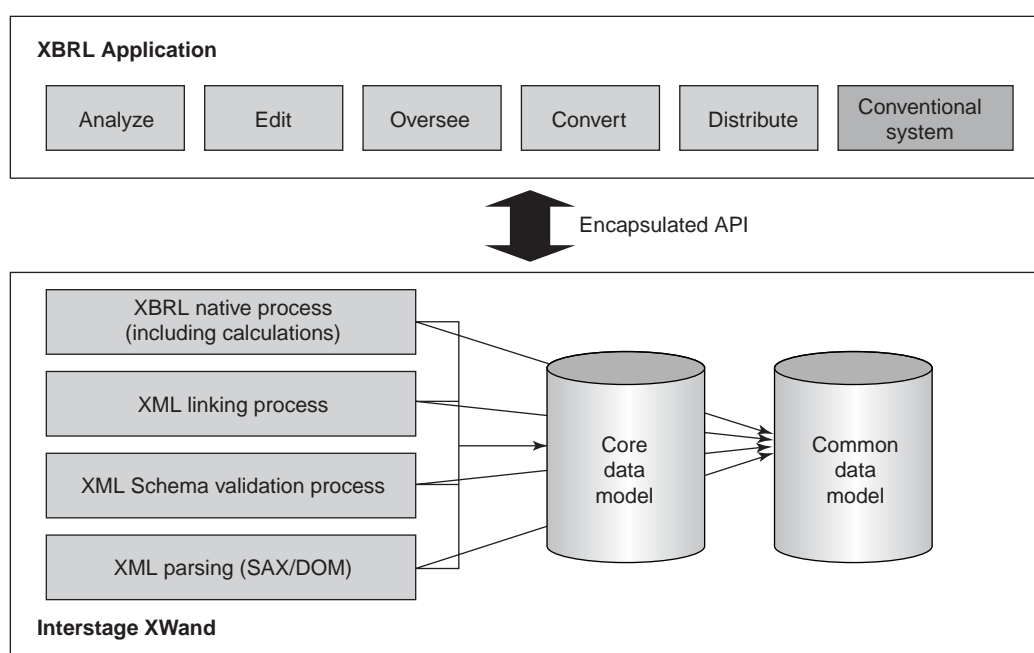 XBRL Application
Analyze
Edit
Oversee
Convert
Distribute
Conventional
system
Encapsulated API
XBRL native process
(including calculations)
XML linking process
XML Schema validation process
XML parsing (SAX/DOM)
Core
data
model
Common
data
model
Interstage XWand